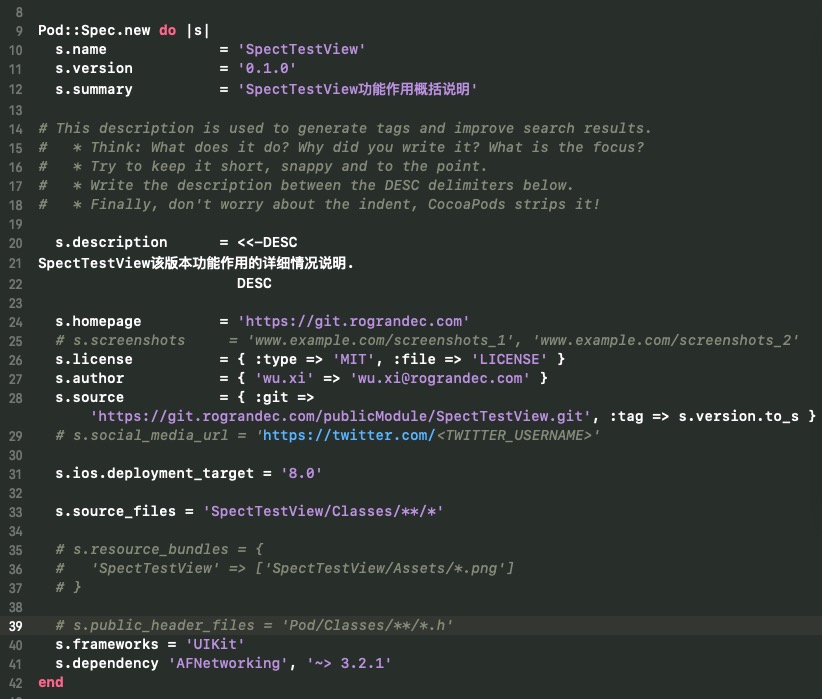 8
9 Pod::Spec.new do |s|
10   s.name             = 'SpectTestView'
11   s.version          = '0.1.0'
12   s.summary          = 'SpectTestView功能作用概括说明'
13
14 # This description is used to generate tags and improve search results.
15 #   * Think: What does it do? Why did you write it? What is the focus?
16 #   * Try to keep it short, snappy and to the point.
17 #   * Write the description between the DESC delimiters below.
18 #   * Finally, don't worry about the indent, CocoaPods strips it!
19
20   s.description      = <<-DESC
21 SpectTestView该版本功能作用的详细情况说明.
22                        DESC
23
24   s.homepage         = 'https://git.rograndec.com'
25   # s.screenshots     = 'www.example.com/screenshots_1', 'www.example.com/screenshots_2'
26   s.license          = { :type => 'MIT', :file => 'LICENSE' }
27   s.author           = { 'wu.xi' => 'wu.xi@rograndec.com' }
28   s.source           = { :git =>
      'https://git.rograndec.com/publicModule/SpectTestView.git', :tag => s.version.to_s }
29   # s.social_media_url = 'https://twitter.com/<TWITTER_USERNAME>'
30
31   s.ios.deployment_target = '8.0'
32
33   s.source_files = 'SpectTestView/Classes/**/*'
34
35   # s.resource_bundles = {
36   #   'SpectTestView' => ['SpectTestView/Assets/*.png']
37   # }
38
39   # s.public_header_files = 'Pod/Classes/**/*.h'
40   s.frameworks = 'UIKit'
41   s.dependency 'AFNetworking', '~> 3.2.1'
42 end